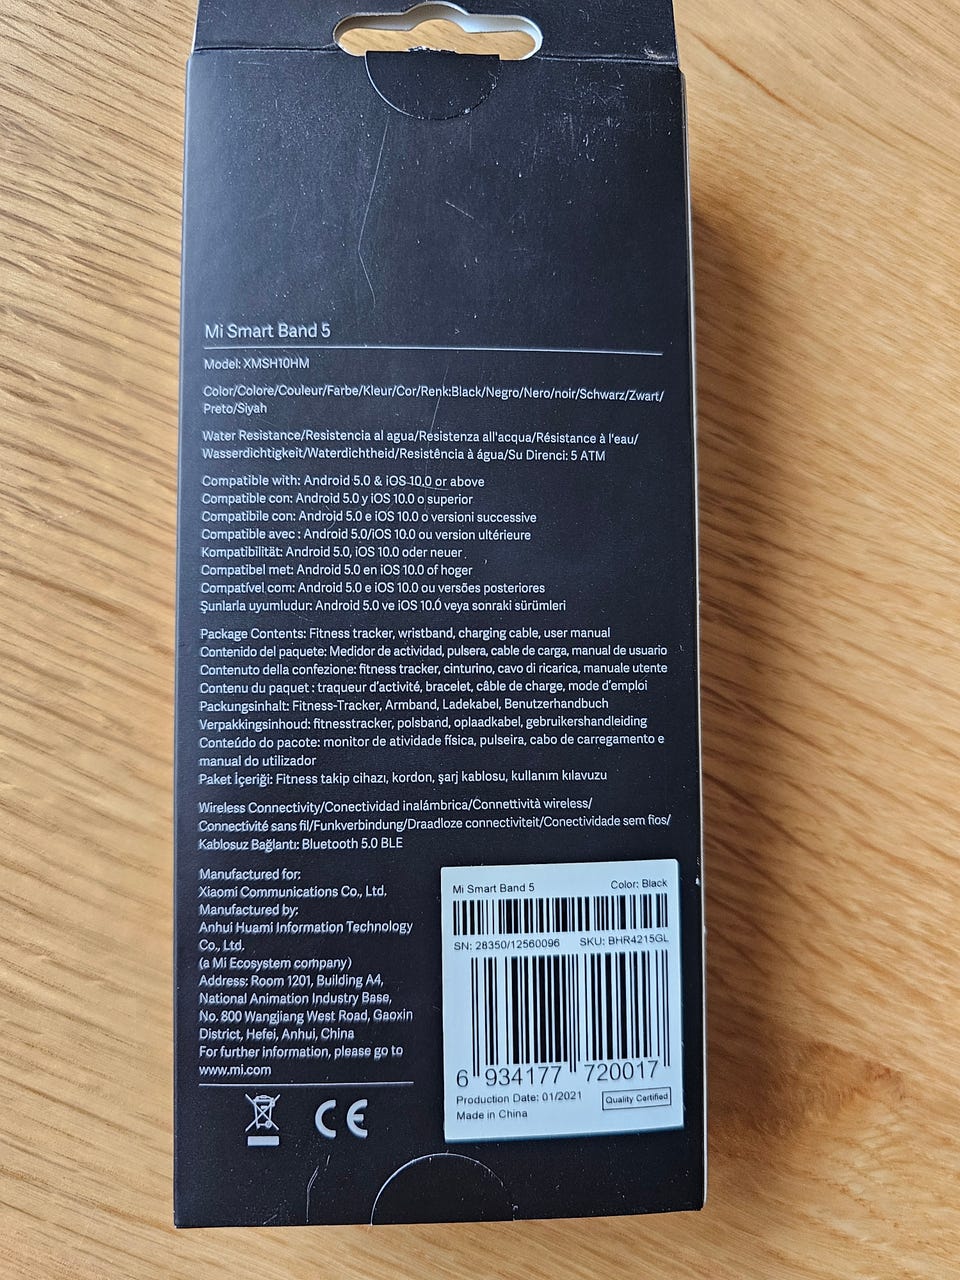 Mi Smart Band 5
Model: XMSH10HM
Color/Colore/Couleur/Farbe/Kleur/Cor/Renk:Black/Negro/Nero/noir/Schwarz/Zwart/
Preto/Siyah
Water Resistance/Resistencia al agua/Resistenza all'acqua/Résistance à l'eau/
Wasserdichtigkeit/Waterdichtheid/Resistência à água/Su Direnci: 5 ATM
Compatible with: Android 5.0 & iOS 10.0 or above
Compatible con: Android 5.0 y iOS 10.0 o superior
Compatibile con: Android 5.0 e iOS 10.0 o versioni successive
Compatible avec : Android 5.0/iOS 10.0 ou version ultérieure
Kompatibilität: Android 5.0, iOS 10.0 oder neuer
Compatibel met: Android 5.0 en iOS 10.0 of hoger
Compatível com: Android 5.0 e iOS 10.0 ou versões posteriores
Şunlarla uyumludur: Android 5.0 ve iOS 10.0 veya sonraki sürümleri
Package Contents: Fitness tracker, wristband, charging cable, user manual
Contenido del paquete: Medidor de actividad, pulsera, cable de carga, manual de usuario
Contenuto della confezione: fitness tracker, cinturino, cavo di ricarica, manuale utente
Contenu du paquet : traqueur d'activité, bracelet, câble de charge, mode d'emploi
Packungsinhalt: Fitness-Tracker, Armband, Ladekabel, Benutzerhandbuch
Verpakkingsinhoud: fitnesstracker, polsband, oplaadkabel, gebruikershandleiding
Conteúdo do pacote: monitor de atividade física, pulseira, cabo de carregamento e
manual do utilizador
Paket İçeriği: Fitness takip cihazı, kordon, şarj kablosu, kullanım kılavuzu
Wireless Connectivity/Conectividad inalámbrica/Connettività wireless/
Connectivité sans fil/Funkverbindung/Draadloze connectiviteit/Conectividade sem fios/
Kablosuz Bağlantı: Bluetooth 5.0 BLE
Manufactured for:
Xiaomi Communications Co., Ltd.
Manufactured by:
Anhui Huami Information Technology
Co., Ltd.
(a Mi Ecosystem company)
Address: Room 1201, Building A4,
National Animation Industry Base,
No. 800 Wangjiang West Road, Gaoxin
District, Hefei, Anhui, China
For further information, please go to
www.mi.com
CE
Mi Smart Band 5 Color: Black
SN: 28350/12560096 SKU: BHR4215GL
6 934177 720017
Production Date: 01/2021 Quality Certified
Made in China